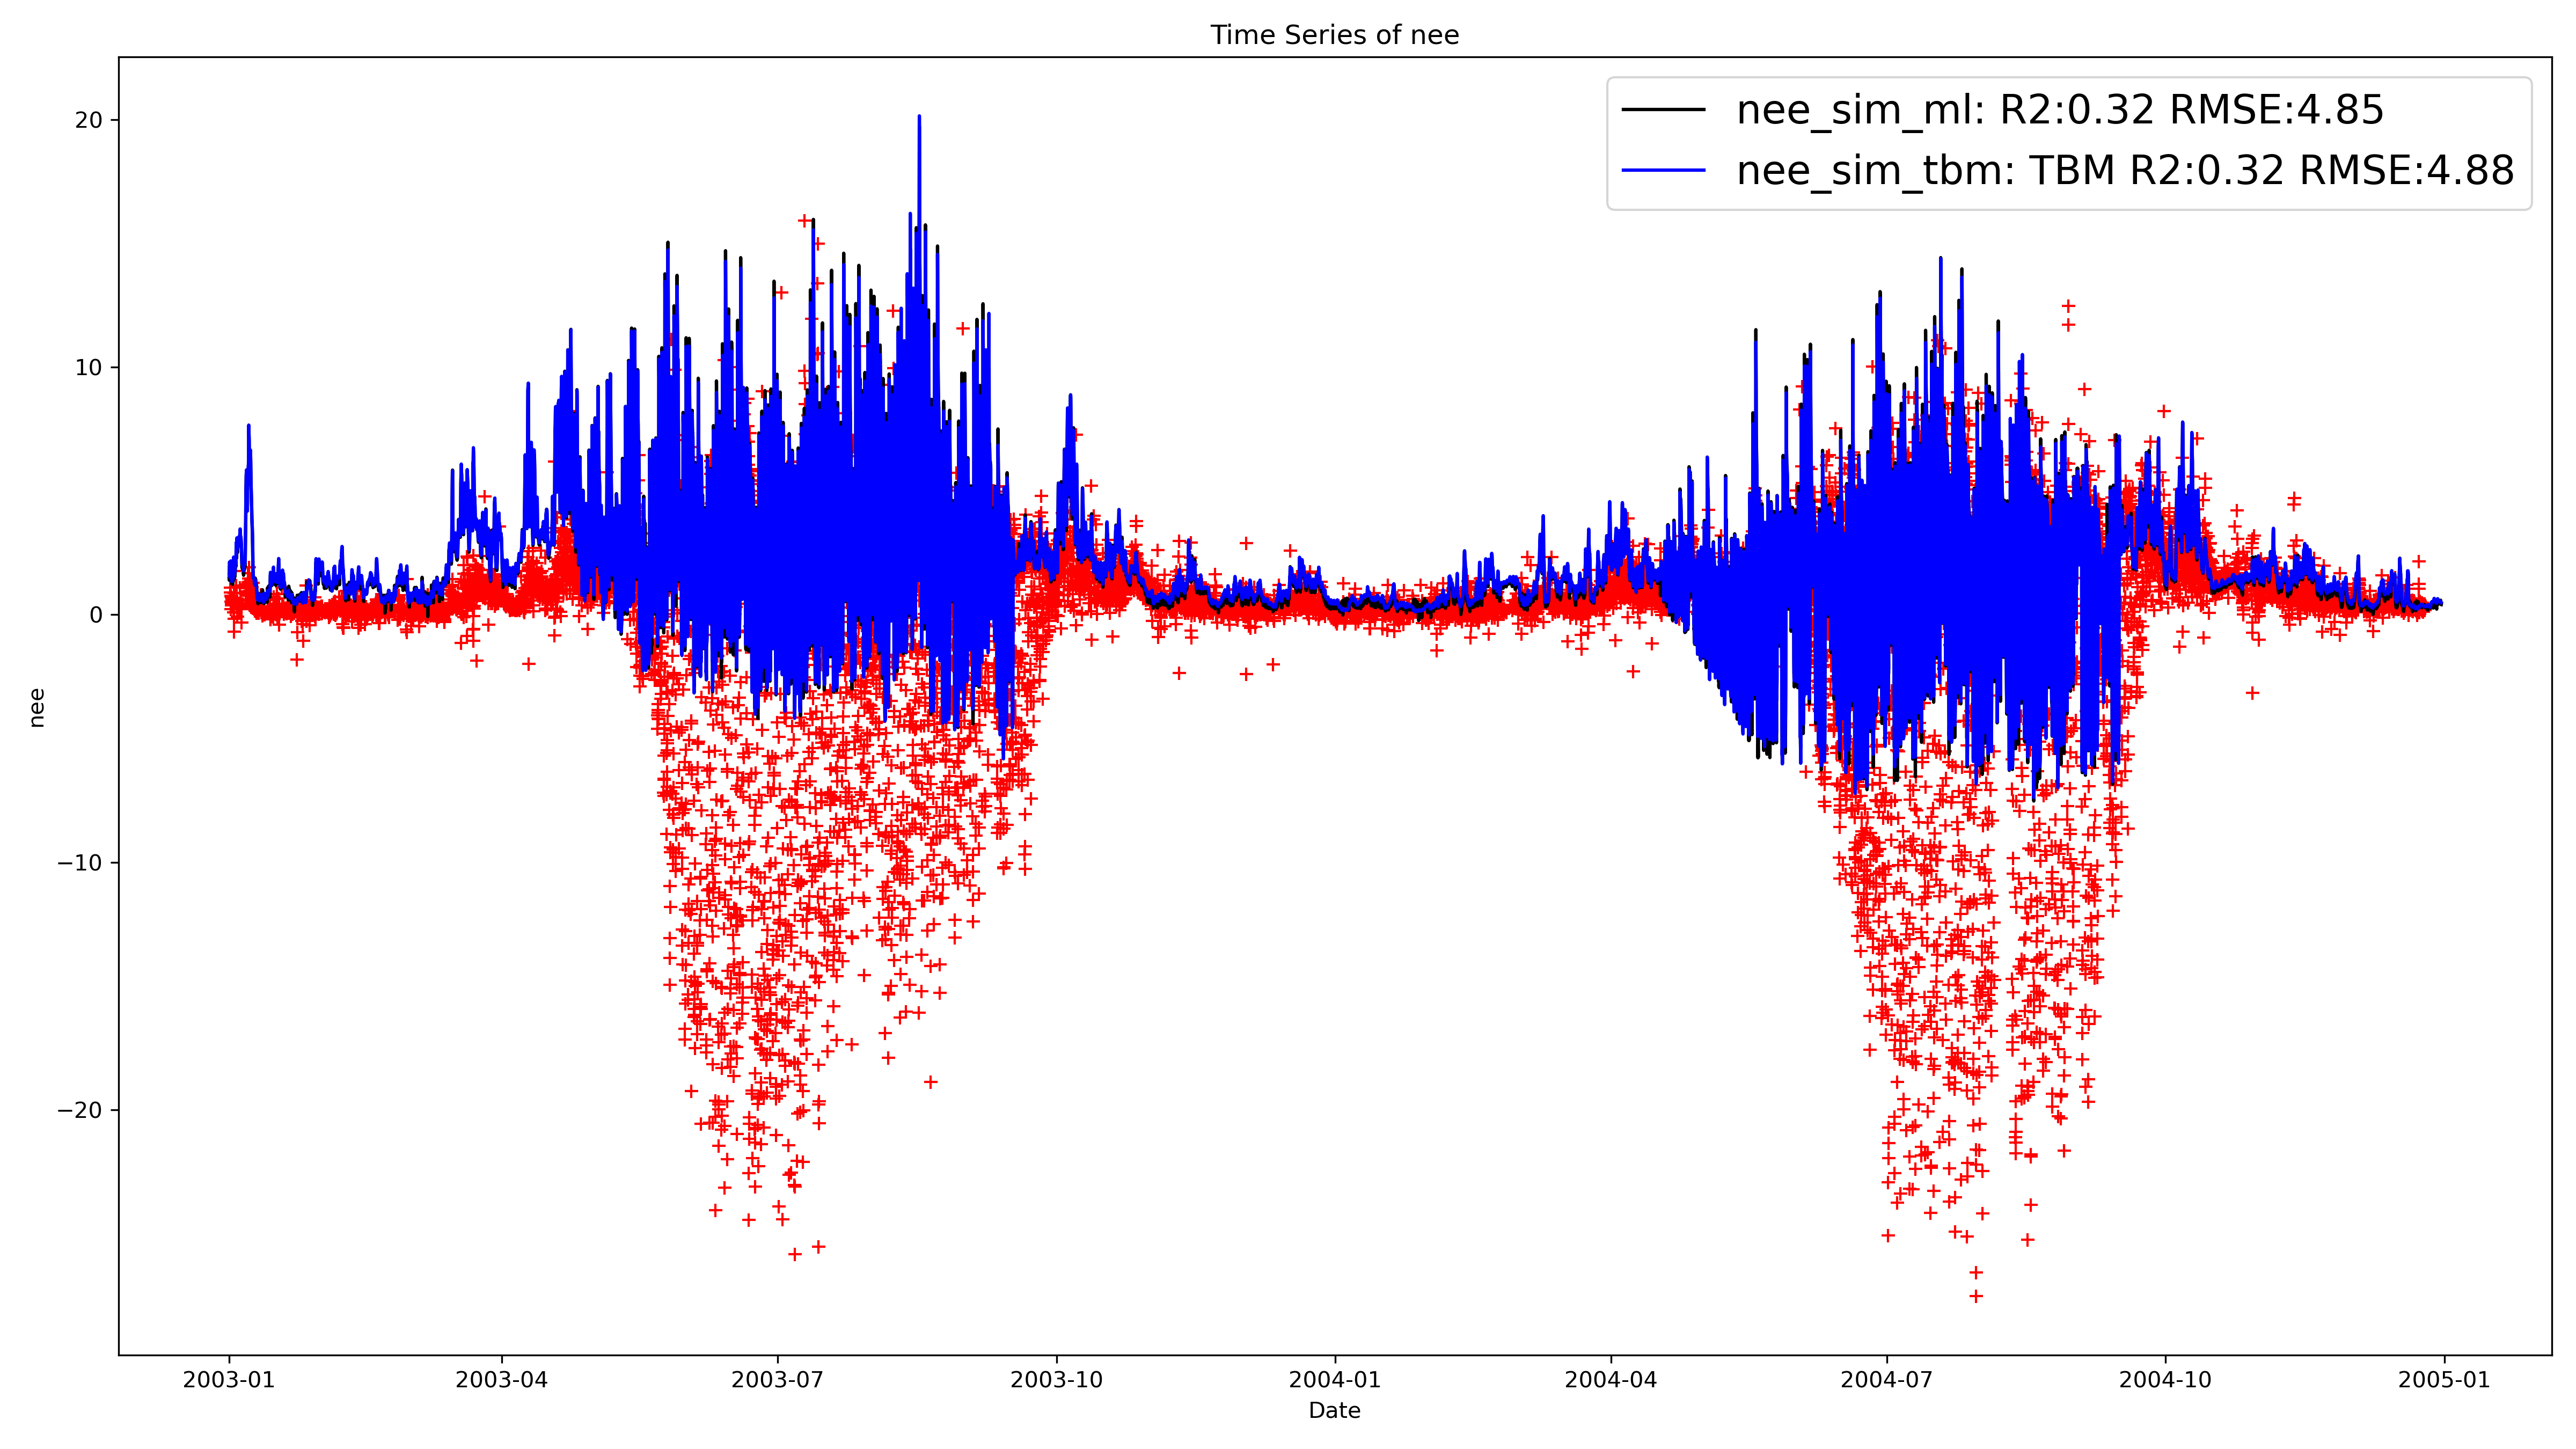 Time Series of nee
nee_sim_ml: R2:0.32 RMSE:4.85
nee_sim_tbm: TBM R2:0.32 RMSE:4.88
20
10
0
−10
−20
nee
2003-01 2003-04 2003-07 2003-10 2004-01 2004-04 2004-07 2004-10 2005-01
Date